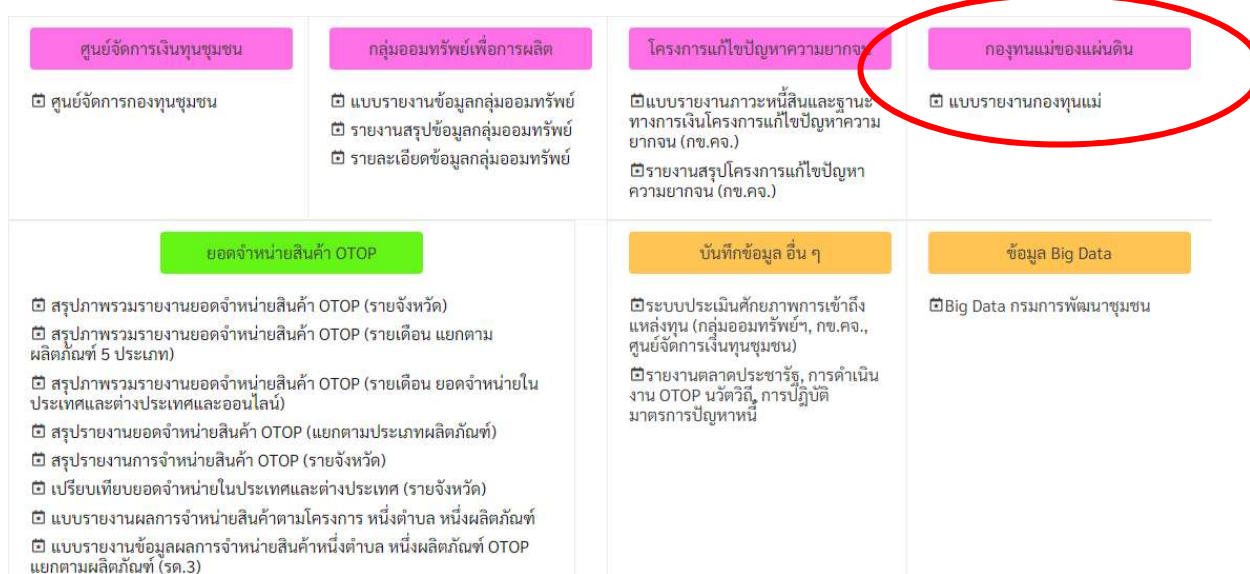 ศูนย์จัดการเงินทุนชุมชน
ศูนย์จัดการกองทุนชุมชน
กลุ่มออมทรัพย์เพื่อการผลิต
แบบรายงานข้อมูลกลุ่มออมทรัพย์
รายงานสรุปข้อมูลกลุ่มออมทรัพย์
รายละเอียดข้อมูลกลุ่มออมทรัพย์
โครงการแก้ไขปัญหาความยากจน
แบบรายงานภาวะหนี้สินและฐานะ
ทางการเงินโครงการแก้ไขปัญหาความ
ยากจน (กข.คจ.)
รายงานสรุปโครงการแก้ไขปัญหา
ความยากจน (กข.คจ.)
กองุทนแม่ของแผ่นดิน
แบบรายงานกองทุนแม่
ยอดจำหน่ายสินค้า OTOP
สรุปภาพรวมรายงานยอดจำหน่ายสินค้า OTOP (รายจังหวัด)
สรุปภาพรวมรายงานยอดจำหน่ายสินค้า OTOP (รายเดือน แยกตาม
ผลิตภัณฑ์ 5 ประเภท)
สรุปภาพรวมรายงานยอดจำหน่ายสินค้า OTOP (รายเดือน ยอดจำหน่ายใน
ประเทศและต่างประเทศและออนไลน์)
สรุปรายงานยอดจำหน่ายสินค้า OTOP (แยกตามประเภทผลิตภัณฑ์)
สรุปรายงานการจำหน่ายสินค้า OTOP (รายจังหวัด)
เปรียบเทียบยอดจำหน่ายในประเทศและต่างประเทศ (รายจังหวัด)
แบบรายงานผลการจำหน่ายสินค้าตามโครงการ หนึ่งตำบล หนึ่งผลิตภัณฑ์
แบบรายงานข้อมูลผลการจำหน่ายสินค้าหนึ่งตำบล หนึ่งผลิตภัณฑ์ OTOP
แยกตามผลิตภัณฑ์ (รด.3)
บันทึกข้อมูล อื่น ๆ
ระบบประเมินศักยภาพการเข้าถึง
แหล่งทุน (กลุ่มออมทรัพย์ฯ, กข.คจ.,
ศูนย์จัดการเงินทุนชุมชน)
รายงานตลาดประชารัฐ, การดำเนิน
งาน OTOP นวัตวิถี, การปฎิบัติ
มาตรการปัญหาหนี้
ข้อมูล Big Data
Big Data กรมการพัฒนาชุมชน